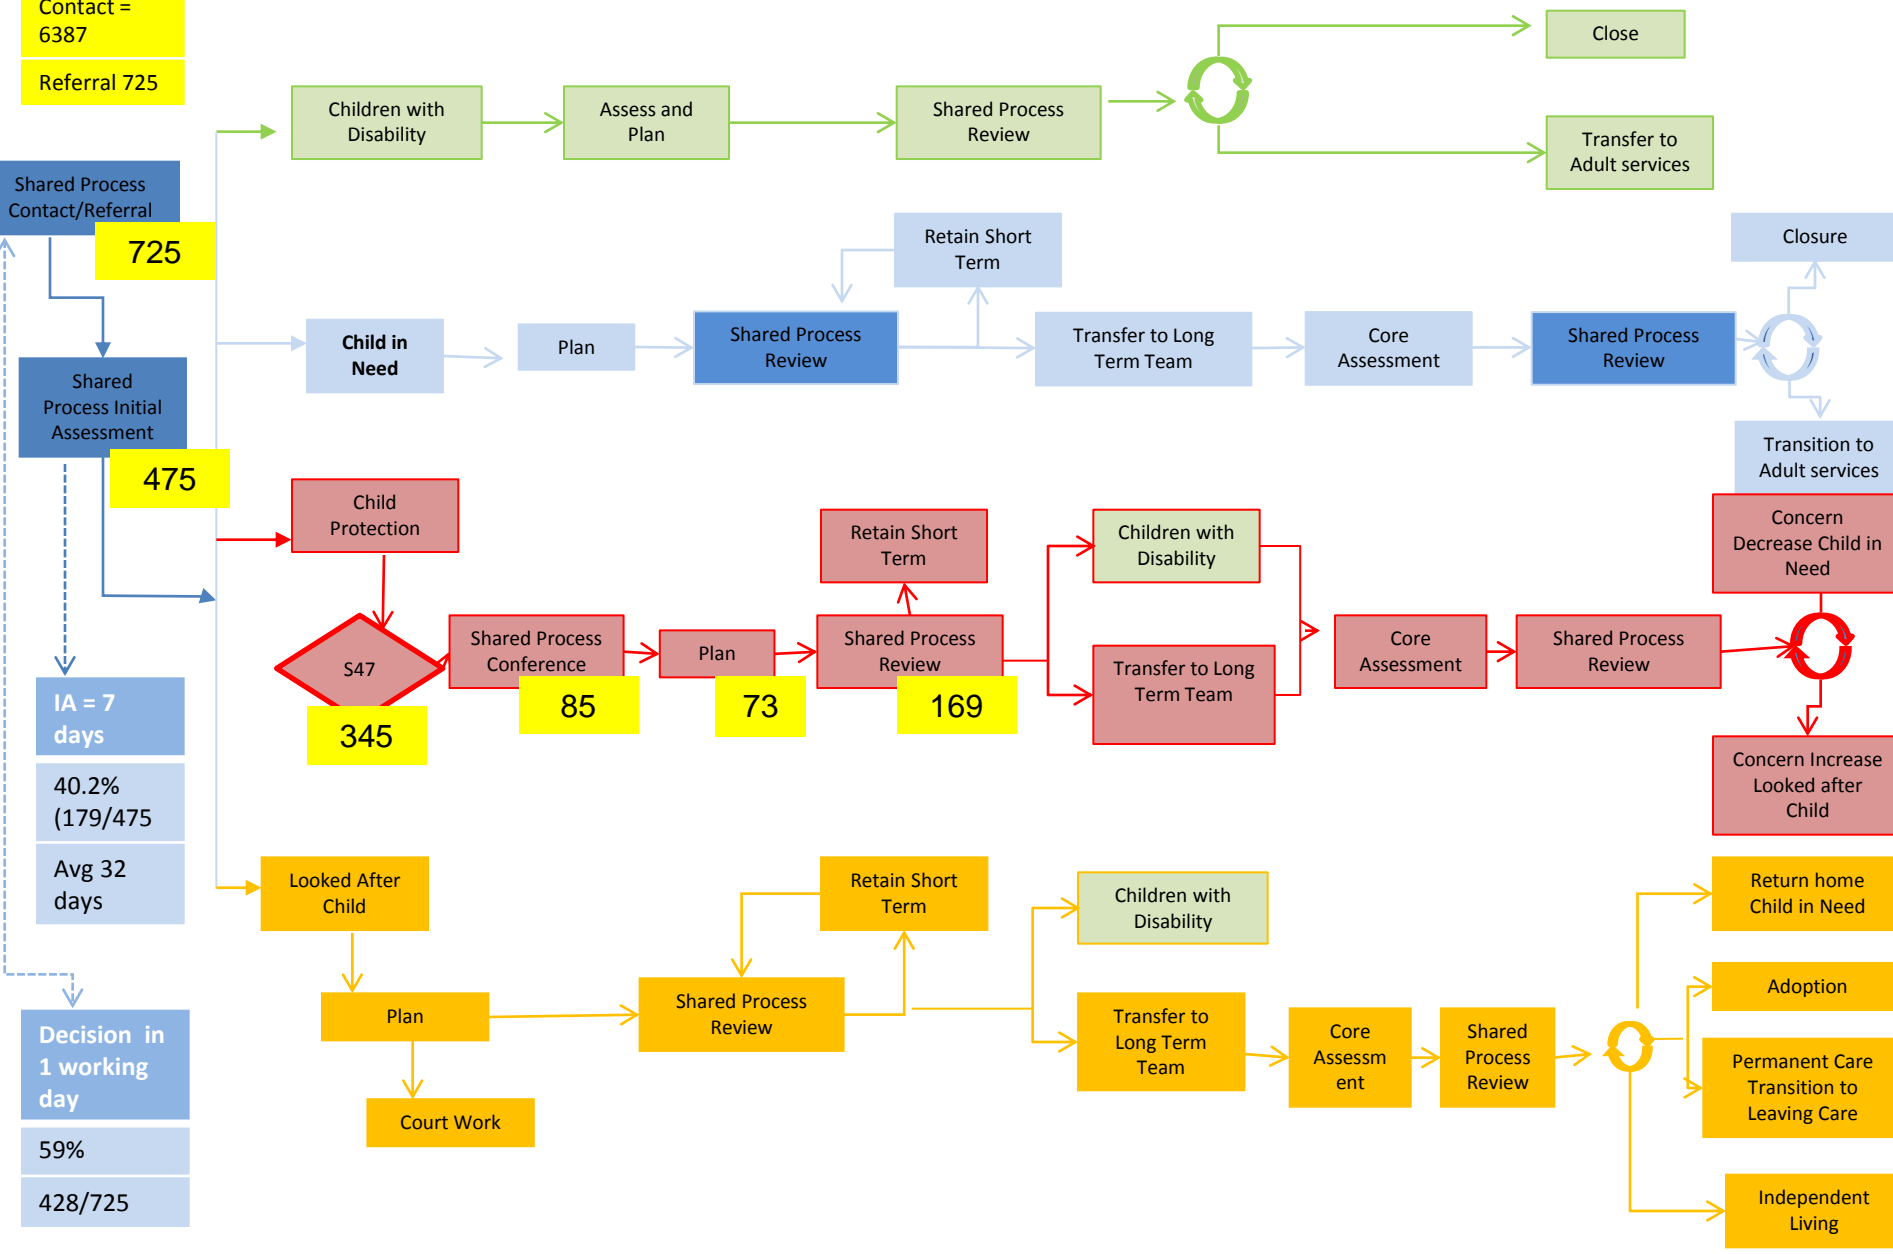 Contact =
6387
Referral 725
Shared Process
Contact/Referral
725
Shared
Process Initial
Assessment
475
IA = 7
days
40.2%
(179/475
Avg 32
days
Decision in
1 working
day
59%
428/725
Children with
Disability
Assess and
Plan
Shared Process
Review
Close
Transfer to
Adult services
Child in
Need
Plan
Shared Process
Review
Retain Short
Term
Transfer to Long
Term Team
Core
Assessment
Shared Process
Review
Closure
Transition to
Adult services
Child
Protection
S47
345
Shared Process
Conference
85
Plan
73
Retain Short
Term
Shared Process
Review
169
Children with
Disability
Transfer to Long
Term Team
Core
Assessment
Shared Process
Review
Concern
Decrease Child in
Need
Concern Increase
Looked after
Child
Looked After
Child
Plan
Court Work
Retain Short
Term
Shared Process
Review
Children with
Disability
Transfer to
Long Term
Team
Core
Assessm
ent
Shared
Process
Review
Return home
Child in Need
Adoption
Permanent Care
Transition to
Leaving Care
Independent
Living